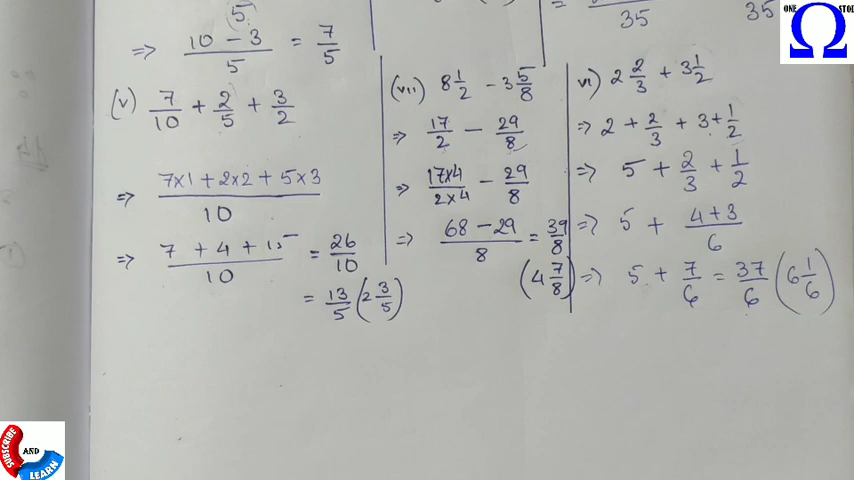 5
⇒ (10 - 3)/5 = 7/5
= 35
35
(v) 7/10 + 2/5 + 3/2
⇒ (7×1 + 2×2 + 5×3)/10
⇒ (7 + 4 + 15)/10 = 26/10
= 13/5 (2 3/5)
(vii) 8 1/2 - 3 5/8
⇒ 17/2 - 29/8
⇒ (17×4)/(2×4) - 29/8
⇒ (68 - 29)/8 = 39/8
(4 7/8)
vi) 2 2/3 + 3 1/2
⇒ 2 + 2/3 + 3 + 1/2
⇒ 5 + 2/3 + 1/2
⇒ 5 + (4+3)/6
⇒ 5 + 7/6 = 37/6 (6 1/6)
ONE STOL
SUBSCRIBE
AND
LEARN